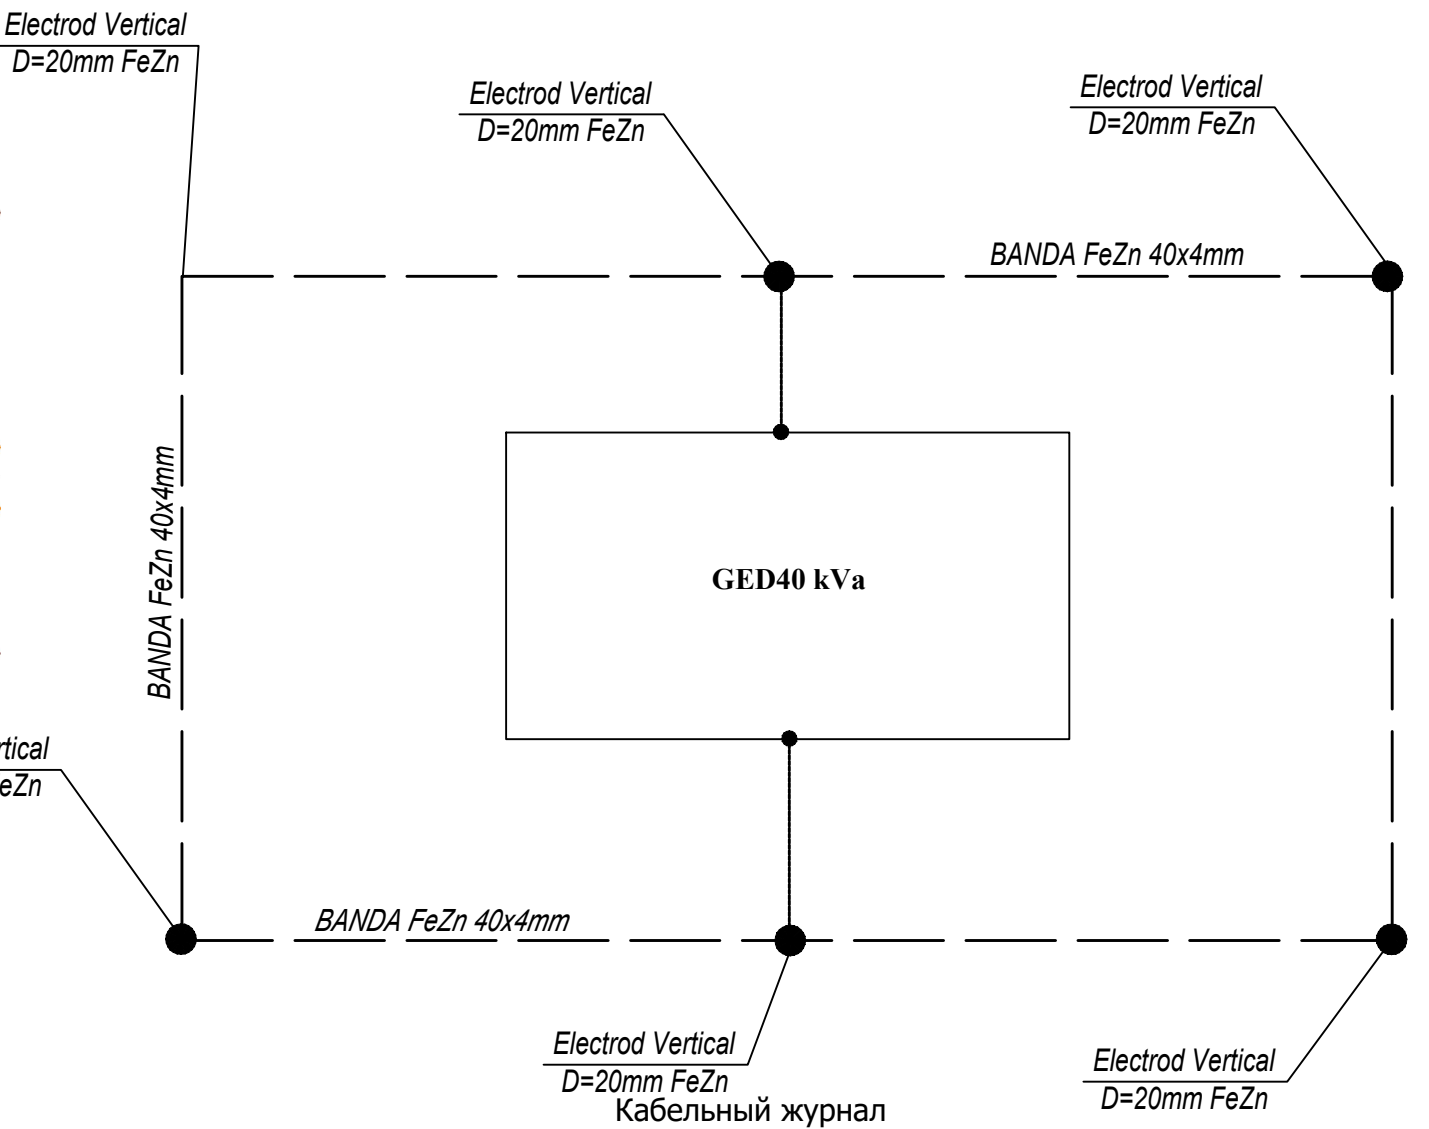 Electrod Vertical
D=20mm FeZn
Electrod Vertical
D=20mm FeZn
Electrod Vertical
D=20mm FeZn
BANDA FeZn 40x4mm
BANDA FeZn 40x4mm
GED40 kVa
BANDA FeZn 40x4mm
Electrod Vertical
D=20mm FeZn
Electrod Vertical
D=20mm FeZn
Кабельный журнал